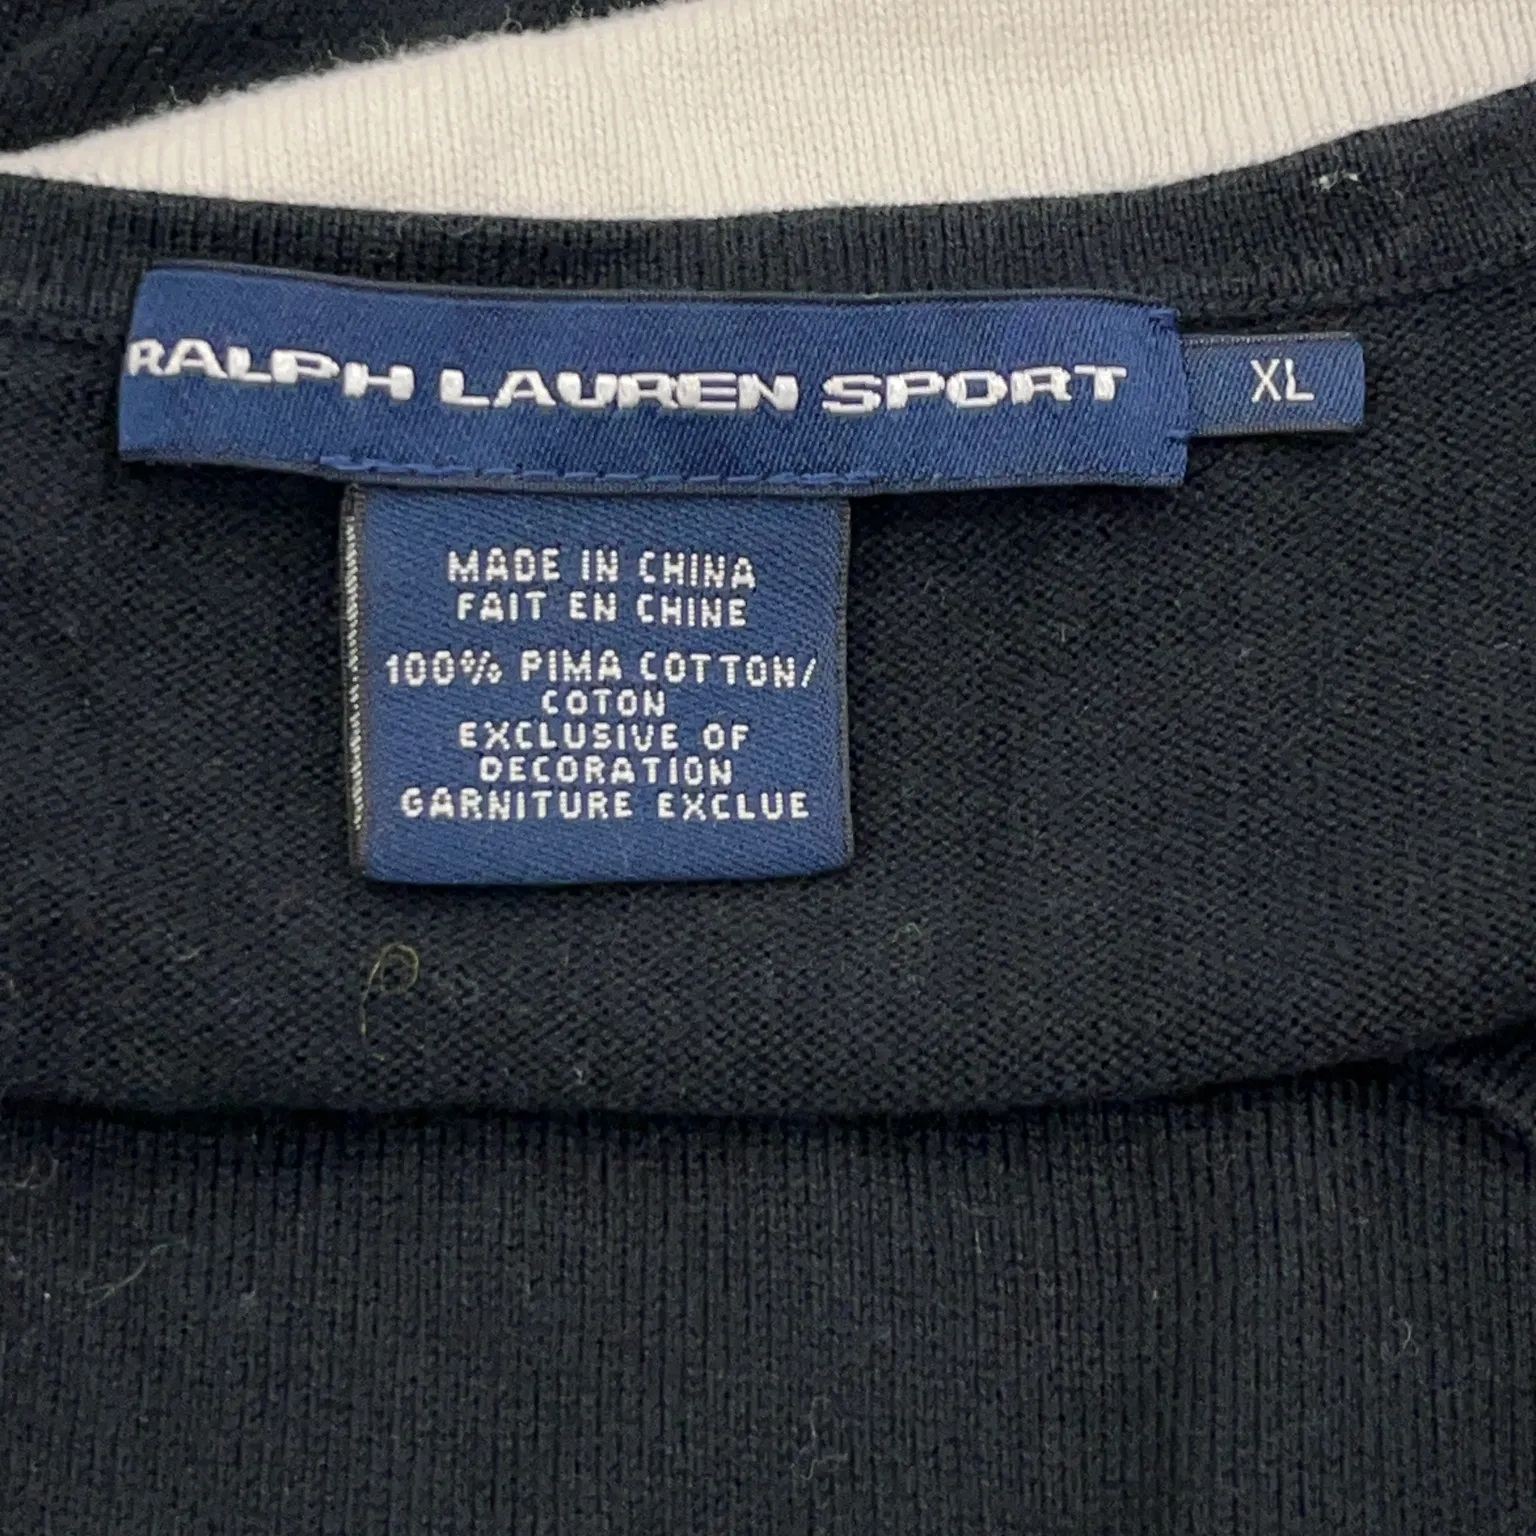 RALPH LAUREN SPORT
XL
MADE IN CHINA
FAIT EN CHINE
100% PIMA COTTON/
COTON
EXCLUSIVE OF
DECORATION
GARNITURE EXCLUE